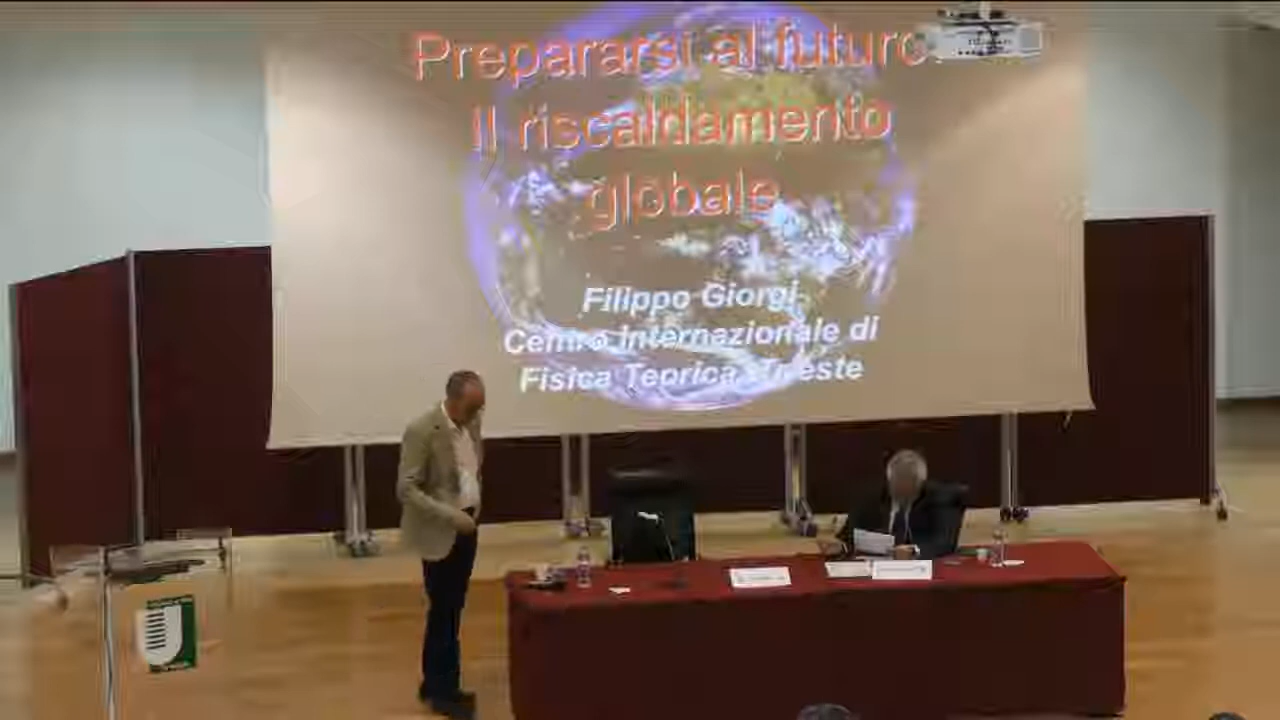 Prepararsi al futuro:
Il riscaldamento
globale
Filippo Giorgi,
Centro Internazionale di
Fisica Teorica, Trieste